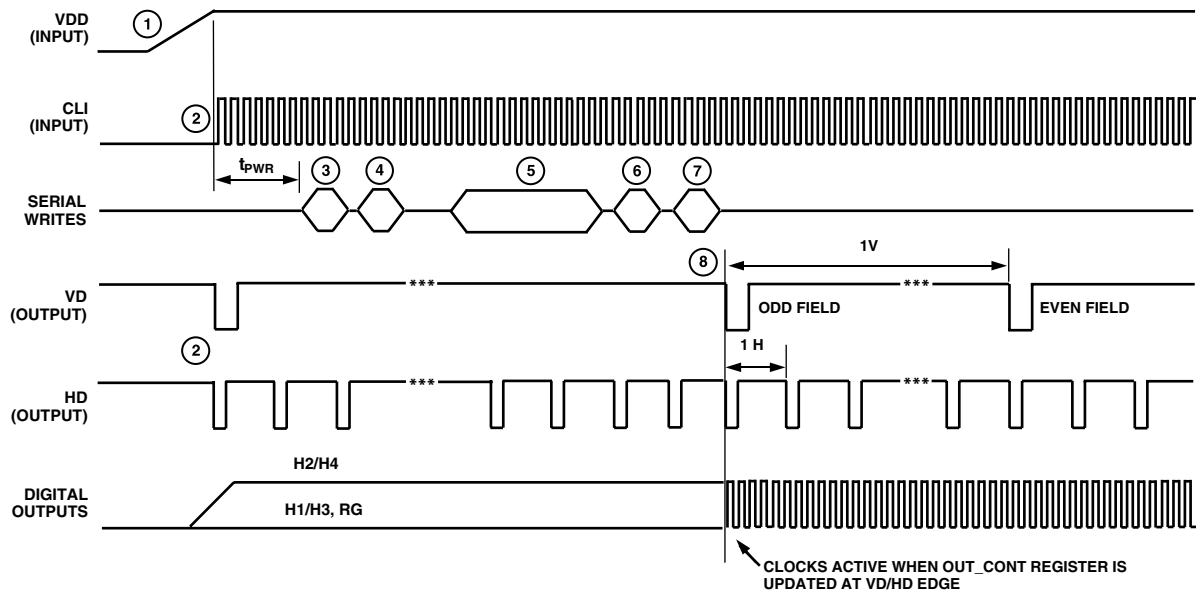 VDD
(INPUT)
1
CLI
(INPUT)
2
tPWR
3
4
5
6
7
SERIAL
WRITES
8
1V
VD
(OUTPUT)
***
ODD FIELD
***
EVEN FIELD
2
1 H
HD
(OUTPUT)
***
***
H2/H4
DIGITAL
OUTPUTS
H1/H3, RG
CLOCKS ACTIVE WHEN OUT_CONT REGISTER IS
UPDATED AT VD/HD EDGE